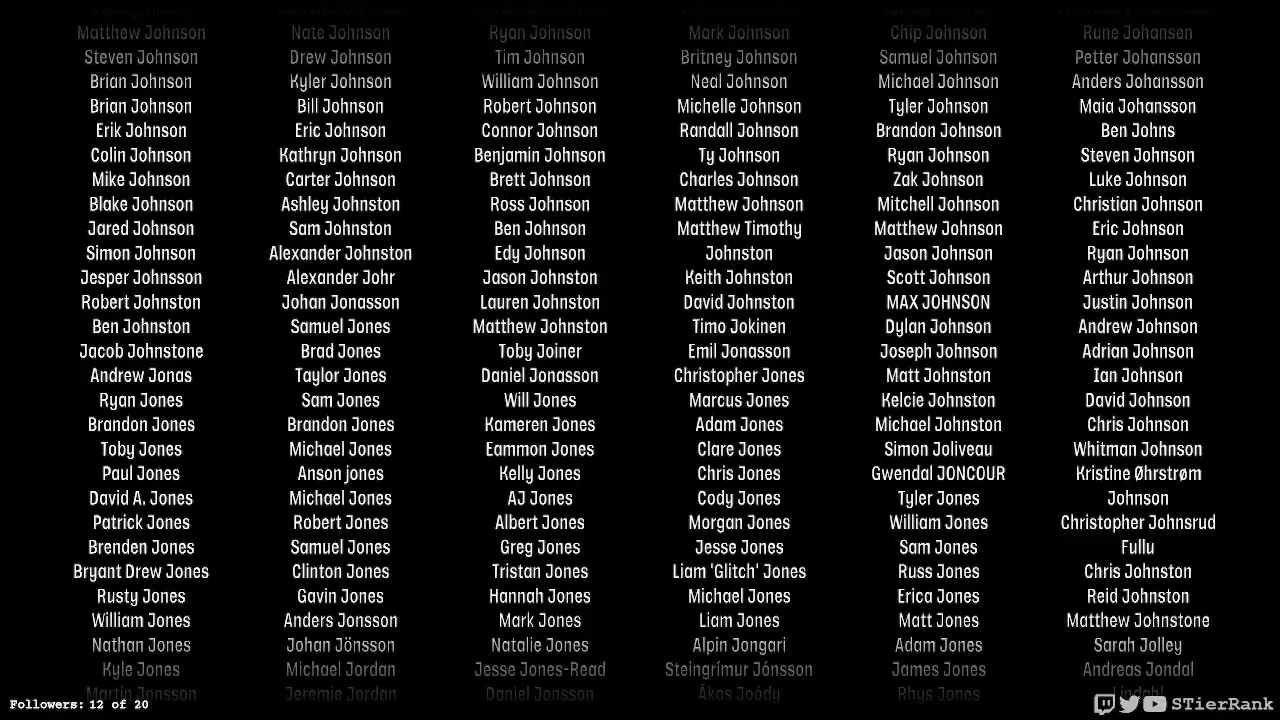 Matthew Johnson
Steven Johnson
Brian Johnson
Brian Johnson
Erik Johnson
Colin Johnson
Mike Johnson
Blake Johnson
Jared Johnson
Simon Johnson
Jesper Johnsson
Robert Johnston
Ben Johnston
Jacob Johnstone
Andrew Jonas
Ryan Jones
Brandon Jones
Toby Jones
Paul Jones
David A. Jones
Patrick Jones
Brenden Jones
Bryant Drew Jones
Rusty Jones
William Jones
Nathan Jones
Kyle Jones
Martin Jonsson
Nate Johnson
Drew Johnson
Kyler Johnson
Bill Johnson
Eric Johnson
Kathryn Johnson
Carter Johnson
Ashley Johnston
Sam Johnston
Alexander Johnston
Alexander Johr
Johan Jonasson
Samuel Jones
Brad Jones
Taylor Jones
Sam Jones
Brandon Jones
Michael Jones
Anson jones
Michael Jones
Robert Jones
Samuel Jones
Clinton Jones
Gavin Jones
Anders Jonsson
Johan Jönsson
Michael Jordan
Jeremie Jordan
Ryan Johnson
Tim Johnson
William Johnson
Robert Johnson
Connor Johnson
Benjamin Johnson
Brett Johnson
Ross Johnson
Ben Johnson
Edy Johnson
Jason Johnston
Lauren Johnston
Matthew Johnston
Toby Joiner
Daniel Jonasson
Will Jones
Kameren Jones
Eammon Jones
Kelly Jones
AJ Jones
Albert Jones
Greg Jones
Tristan Jones
Hannah Jones
Mark Jones
Natalie Jones
Jesse Jones-Read
Daniel Jonsson
Mark Johnson
Britney Johnson
Neal Johnson
Michelle Johnson
Randall Johnson
Ty Johnson
Charles Johnson
Matthew Johnson
Matthew Timothy
Johnston
Keith Johnston
David Johnston
Timo Jokinen
Emil Jonasson
Christopher Jones
Marcus Jones
Adam Jones
Clare Jones
Chris Jones
Cody Jones
Morgan Jones
Jesse Jones
Liam 'Glitch' Jones
Michael Jones
Liam Jones
Alpin Jongari
Steingrímur Jónsson
Ákos Joódy
Chip Johnson
Samuel Johnson
Michael Johnson
Tyler Johnson
Brandon Johnson
Ryan Johnson
Zak Johnson
Mitchell Johnson
Matthew Johnson
Jason Johnson
Scott Johnson
MAX JOHNSON
Dylan Johnson
Joseph Johnson
Matt Johnston
Kelcie Johnston
Michael Johnston
Simon Joliveau
Gwendal JONCOUR
Tyler Jones
William Jones
Sam Jones
Russ Jones
Erica Jones
Matt Jones
Adam Jones
James Jones
Rhys Jones
Rune Johansen
Petter Johansson
Anders Johansson
Maia Johansson
Ben Johns
Steven Johnson
Luke Johnson
Christian Johnson
Eric Johnson
Ryan Johnson
Arthur Johnson
Justin Johnson
Andrew Johnson
Adrian Johnson
Ian Johnson
David Johnson
Chris Johnson
Whitman Johnson
Kristine Øhrstrøm
Johnson
Christopher Johnsrud
Fullu
Chris Johnston
Reid Johnston
Matthew Johnstone
Sarah Jolley
Andreas Jondal
Lindahl
Followers: 12 of 20
STierRank